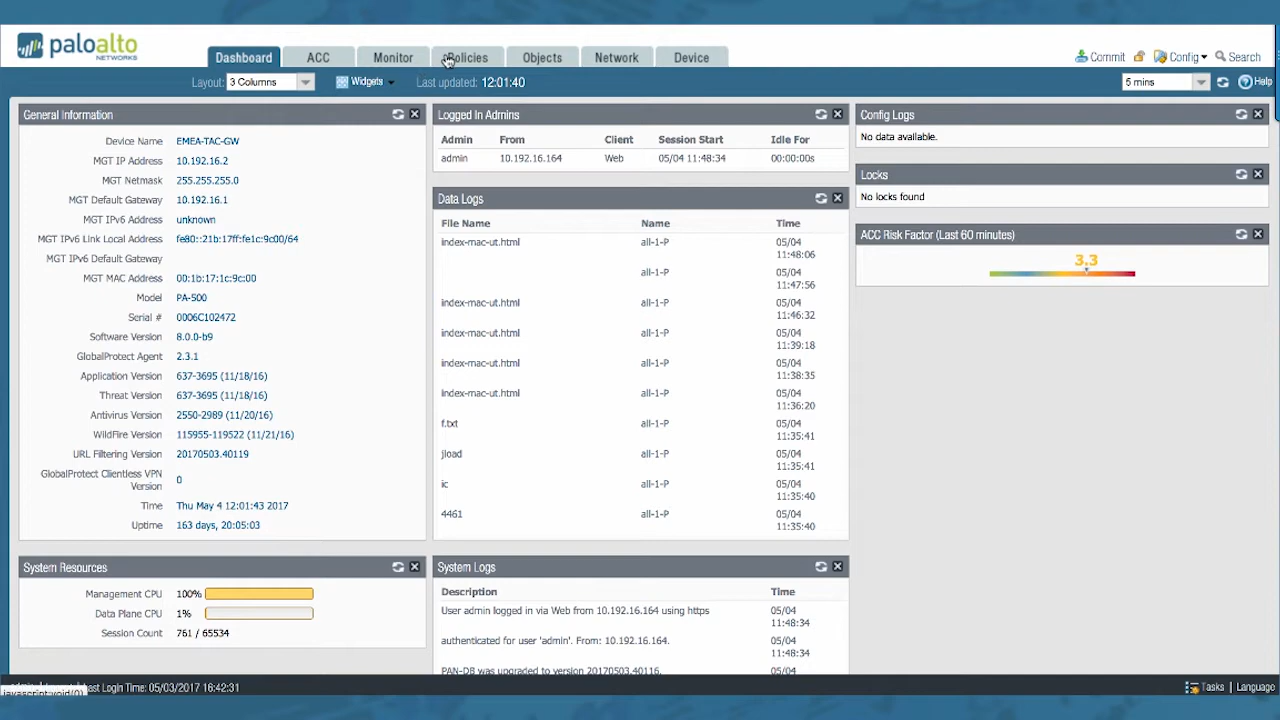 paloalto
NETWORKS
Dashboard ACC Monitor Policies Objects Network Device
Commit Config Search
Layout: 3 Columns Widgets Last updated: 12:01:40 5 mins Help
General Information
Device Name EMEA-TAC-GW
MGT IP Address 10.192.16.2
MGT Netmask 255.255.255.0
MGT Default Gateway 10.192.16.1
MGT IPv6 Address unknown
MGT IPv6 Link Local Address fe80::21b:17ff:fe1c:9c00/64
MGT IPv6 Default Gateway
MGT MAC Address 00:1b:17:1c:9c:00
Model PA-500
Serial # 0006C102472
Software Version 8.0.0-b9
GlobalProtect Agent 2.3.1
Application Version 637-3695 (11/18/16)
Threat Version 637-3695 (11/18/16)
Antivirus Version 2550-2989 (11/20/16)
WildFire Version 115955-119522 (11/21/16)
URL Filtering Version 20170503.40119
GlobalProtect Clientless VPN
Version 0
Time Thu May 4 12:01:43 2017
Uptime 163 days, 20:05:03
System Resources
Management CPU 100%
Data Plane CPU 1%
Session Count 761 / 65534
Logged In Admins
Admin From Client Session Start Idle For
admin 10.192.16.164 Web 05/04 11:48:34 00:00:00s
Data Logs
File Name Name Time
index-mac-ut.html all-1-P 05/04
11:48:06
all-1-P 05/04
11:47:56
index-mac-ut.html all-1-P 05/04
11:46:32
index-mac-ut.html all-1-P 05/04
11:39:18
index-mac-ut.html all-1-P 05/04
11:38:35
index-mac-ut.html all-1-P 05/04
11:36:20
f.txt all-1-P 05/04
11:35:41
jload all-1-P 05/04
11:35:41
ic all-1-P 05/04
11:35:40
4461 all-1-P 05/04
11:35:40
System Logs
Description Time
User admin logged in via Web from 10.192.16.164 using https 05/04
11:48:34
authenticated for user 'admin'. From: 10.192.16.164. 05/04
11:48:34
PAN-DB was upgraded to version 20170503.40116. 05/04
Config Logs
No data available.
Locks
No locks found
ACC Risk Factor (Last 60 minutes)
3.3
Last Login Time: 05/03/2017 16:42:31
javascript:void(0)
Tasks | Language